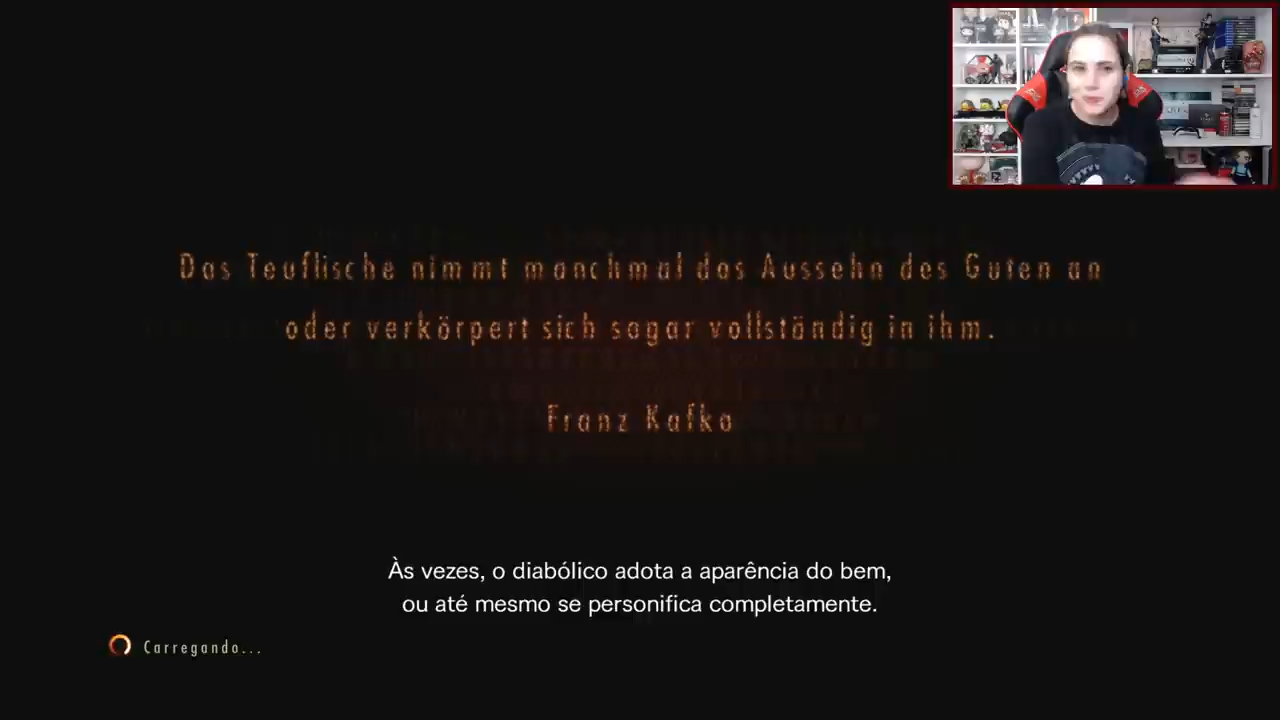 Das Teuflische nimmt manchmal das Aussehn des Guten an
oder verkörpert sich sogar vollständig in ihm.
Franz Kafka
Às vezes, o diabólico adota a aparência do bem,
ou até mesmo se personifica completamente.
Carregando...